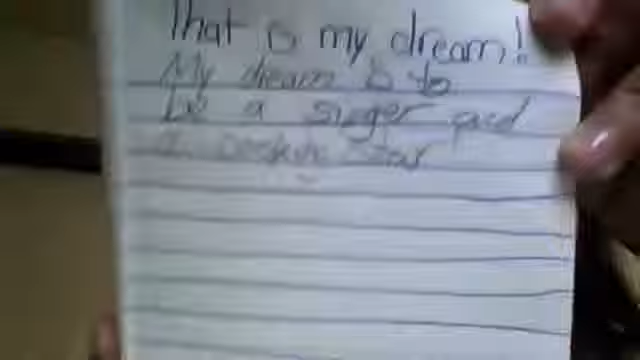 That is my dream!
My dream is to
be a singer and
a Star